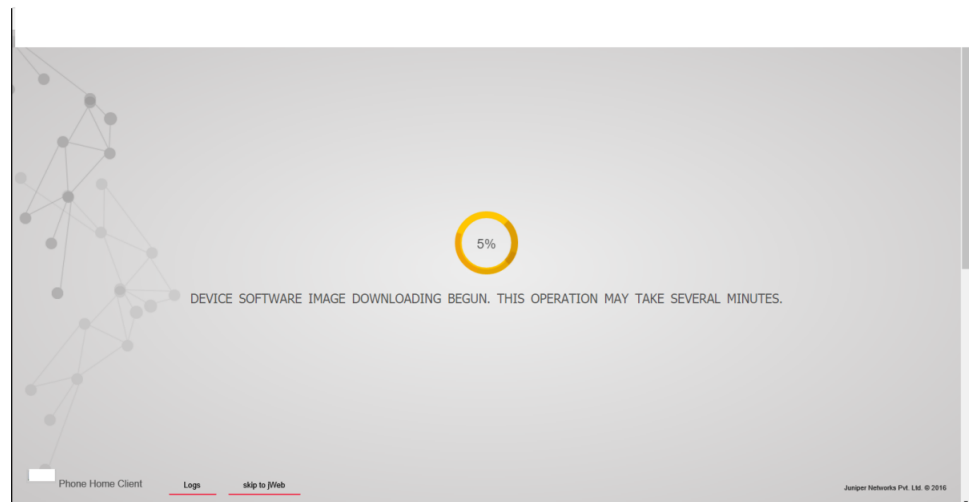 5%
DEVICE SOFTWARE IMAGE DOWNLOADING BEGUN. THIS OPERATION MAY TAKE SEVERAL MINUTES.
Phone Home Client Logs skip to JWeb Juniper Networks Pvt. Ltd. © 2016